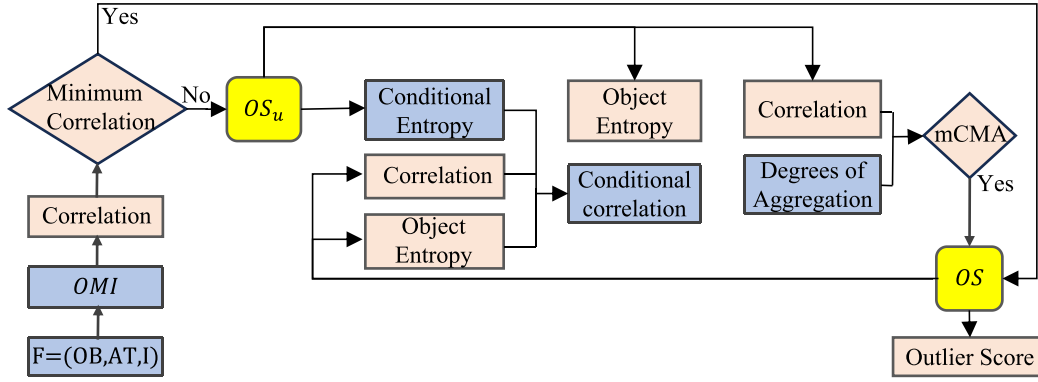 Yes
Minimum
Correlation
No
OSᵤ
Conditional
Entropy
Object
Entropy
Correlation
mCMA
Correlation
Conditional
correlation
Degrees of
Aggregation
Yes
Correlation
Object
Entropy
OMI
OS
F=(OB,AT,I)
Outlier Score